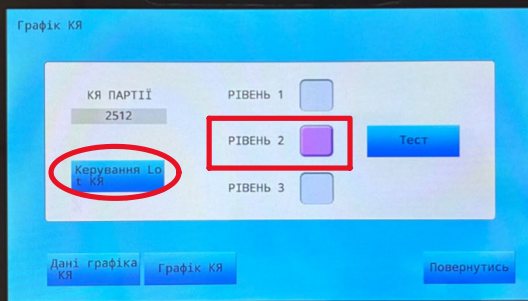 Графік КЯ
КЯ ПАРТІЇ
2512
РІВЕНЬ 1
РІВЕНЬ 2
Тест
Керування Lo
t КЯ
РІВЕНЬ 3
Дані графіка
КЯ
Графік КЯ
Повернутись